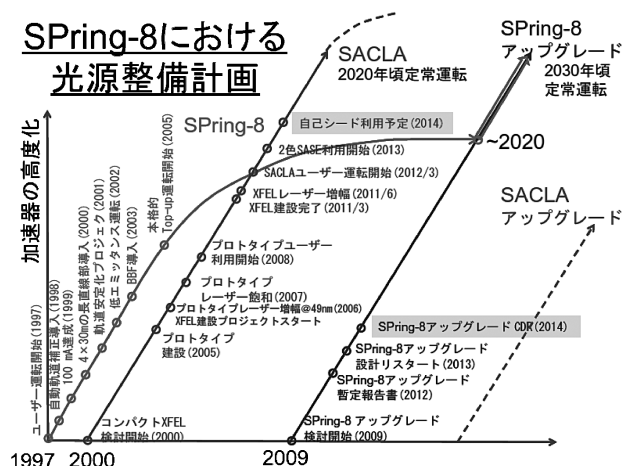 SPring-8における
光源整備計画
SACLA
2020年頃定常運転
SPring-8
アップグレード
2030年頃
定常運転
SPring-8
自己シード利用予定(2014)
2色SASE利用開始(2013)
~2020
SACLAユーザー運転開始(2012/3)
XFELレーザー増幅(2011/6)
XFEL建設完了(2011/3)
SACLA
アップグレード
プロトタイプユーザー
利用開始(2008)
プロトタイプ
レーザー飽和(2007)
プロトタイプレーザー増幅@49nm(2006)
XFEL建設プロジェクトスタート
プロトタイプ
建設(2005)
SPring-8アップグレード CDR(2014)
SPring-8アップグレード
設計リスタート(2013)
SPring-8アップグレード
暫定報告書(2012)
コンパクトXFEL
検討開始(2000)
SPring-8 アップグレード
検討開始(2009)
加速器の高度化
ユーザー運転開始(1997)
自動軌道補正導入(1998)
100 mA達成(1999)
4×30mの長直線部導入(2000)
軌道安定化プロジェク(2001)
低エミッタンス運転(2002)
BBF導入(2003)
本格的
Top-up運転開始(2005)
1997
2000
2009